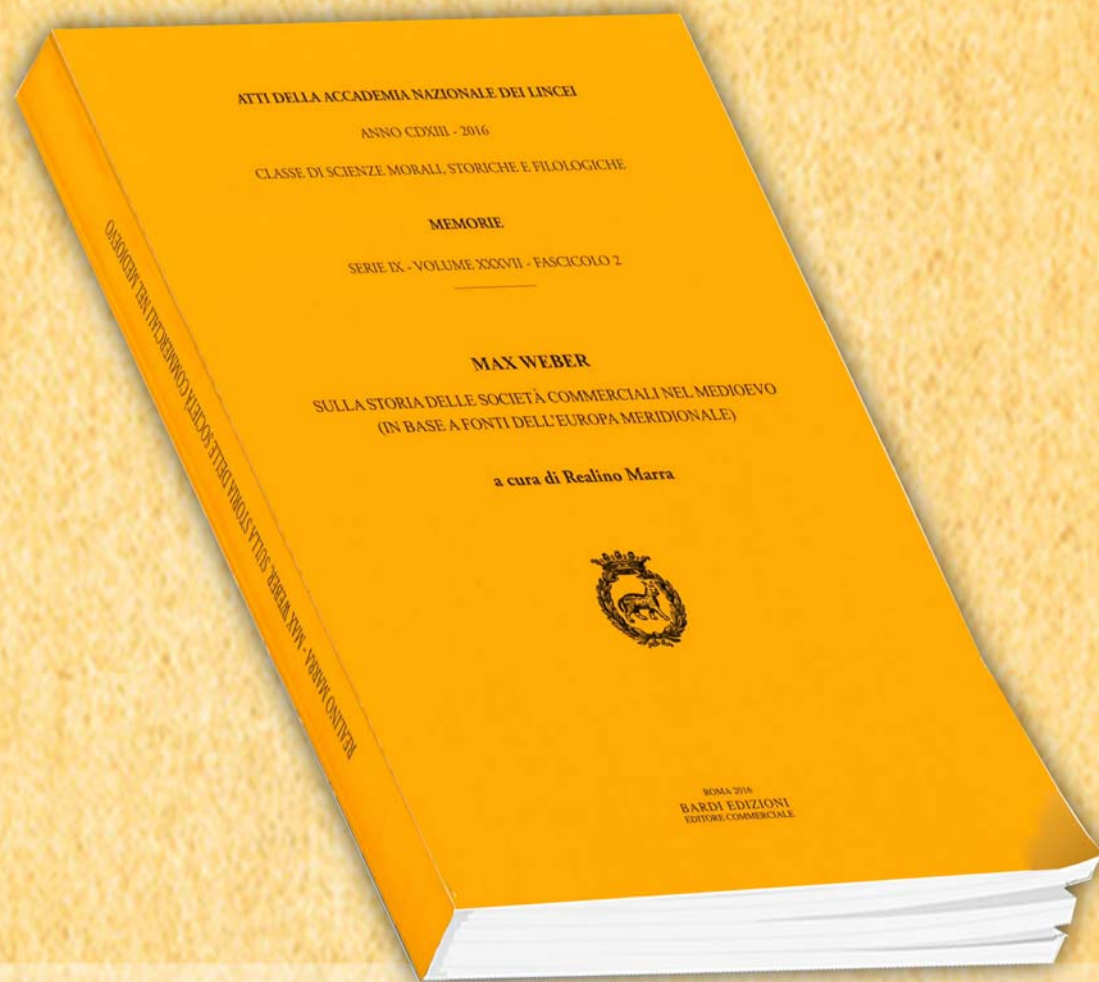 ATTI DELLA ACCADEMIA NAZIONALE DEI LINCEI
ANNO CDXIII - 2016
CLASSE DI SCIENZE MORALI, STORICHE E FILOLOGICHE
MEMORIE
SERIE IX - VOLUME XXXVII - FASCICOLO 2
MAX WEBER
SULLA STORIA DELLE SOCIETÀ COMMERCIALI NEL MEDIOEVO
(IN BASE A FONTI DELL'EUROPA MERIDIONALE)
a cura di Realino Marra
ROMA 2016
BARDI EDIZIONI
EDITORE COMMERCIALE
REALINO MARRA - MAX WEBER. SULLA STORIA DELLE SOCIETÀ COMMERCIALI NEL MEDIOEVO